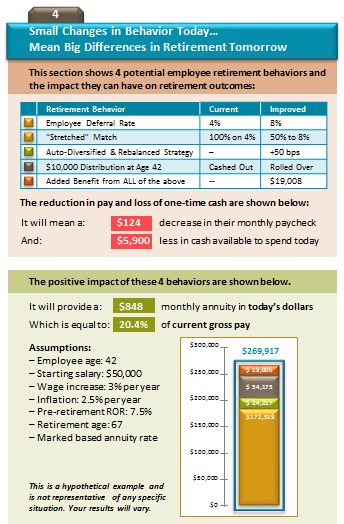 4
Small Changes in Behavior Today…
Mean Big Differences in Retirement Tomorrow
This section shows 4 potential employee retirement behaviors and
the impact they can have on retirement outcomes:
Retirement Behavior Current Improved
Employee Deferral Rate 4% 8%
"Stretched" Match 100% on 4% 50% to 8%
Auto-Diversified & Rebalanced Strategy – +50 bps
$10,000 Distribution at Age 42 Cashed Out Rolled Over
Added Benefit from ALL of the above -- $19,008
The reduction in pay and loss of one-time cash are shown below:
It will mean a: $124 decrease in their monthly paycheck
And: $5,900 less in cash available to spend today
The positive impact of these 4 behaviors are shown below.
It will provide a: $848 monthly annuity in today's dollars
Which is equal to: 20.4% of current gross pay
Assumptions:
– Employee age: 42
– Starting salary: $50,000
– Wage increase: 3% per year
– Inflation: 2.5% per year
– Pre-retirement ROR: 7.5%
– Retirement age: 67
– Marked based annuity rate
This is a hypothetical example and
is not representative of any specific
situation. Your results will vary.
$300,000
$269,917
$250,000
$200,000
$150,000
$100,000
$50,000
$0
$172,519